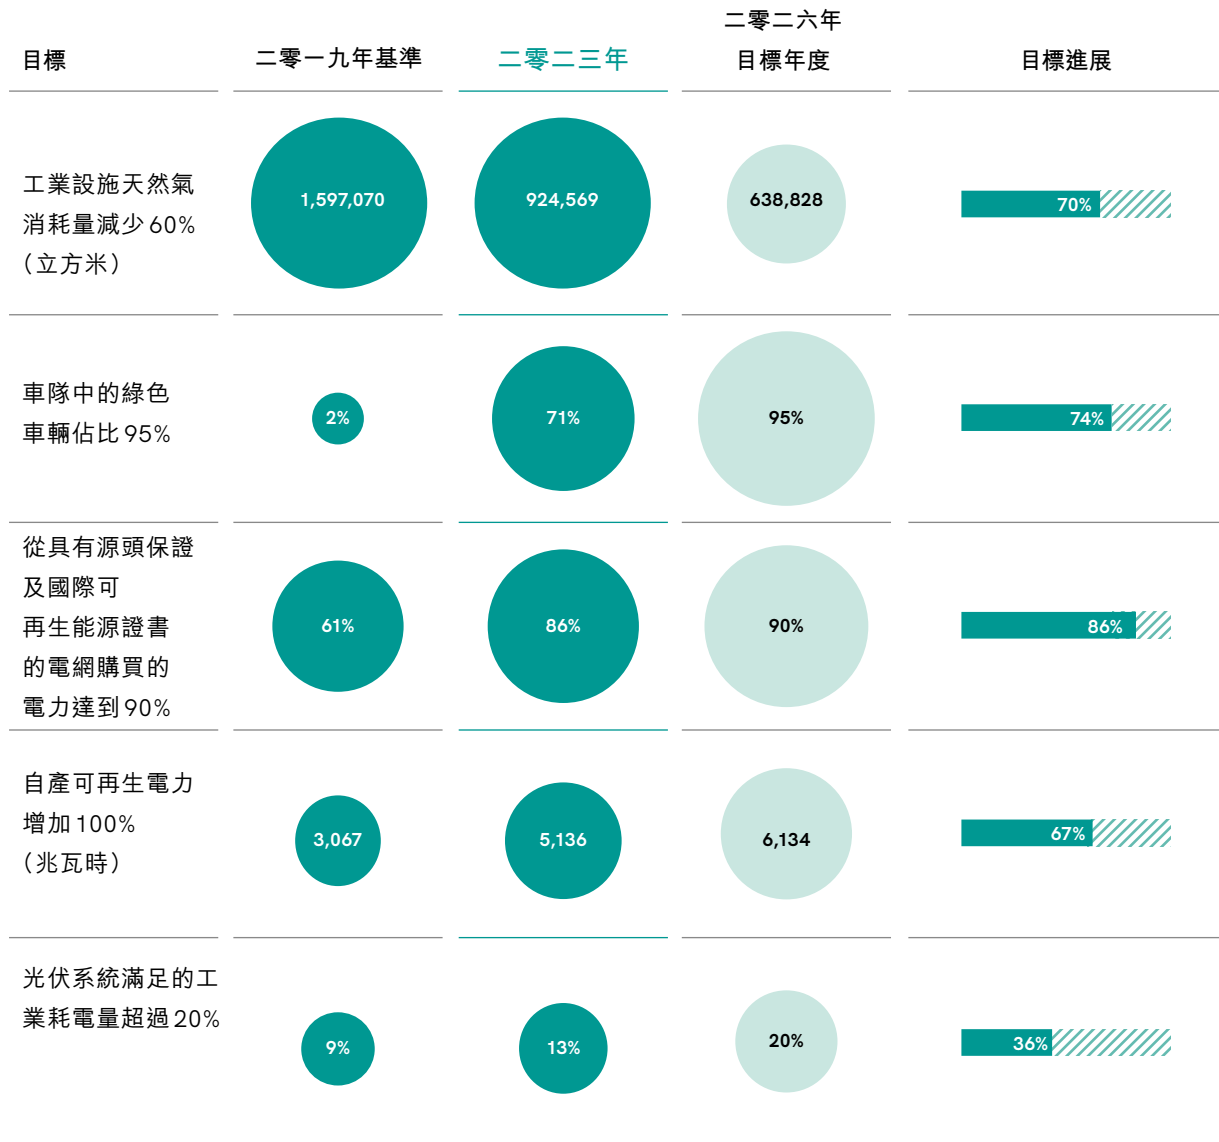 目標
二零一九年基準
二零二三年
二零二六年
目標年度
目標進展
工業設施天然氣
消耗量減少60%
（立方米）
1,597,070
924,569
638,828
70%
車隊中的綠色
車輛佔比95%
2%
71%
95%
74%
從具有源頭保證
及國際可
再生能源證書
的電網購買的
電力達到90%
61%
86%
90%
86%
自產可再生電力
增加100%
（兆瓦時）
3,067
5,136
6,134
67%
光伏系統滿足的工
業耗電量超過20%
9%
13%
20%
36%